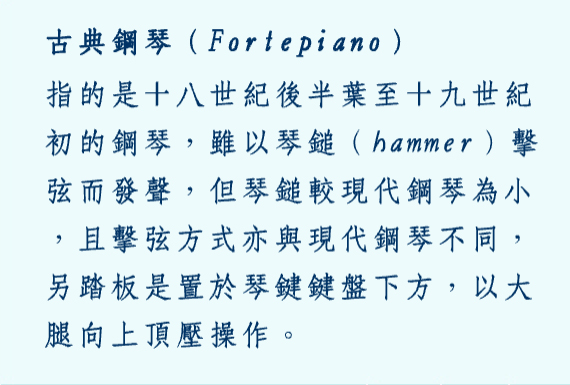 古典鋼琴（Fortepiano）
指的是十八世紀後半葉至十九世紀
初的鋼琴，雖以琴鎚（hammer）擊
弦而發聲，但琴鎚較現代鋼琴為小
，且擊弦方式亦與現代鋼琴不同，
另踏板是置於琴鍵鍵盤下方，以大
腿向上頂壓操作。